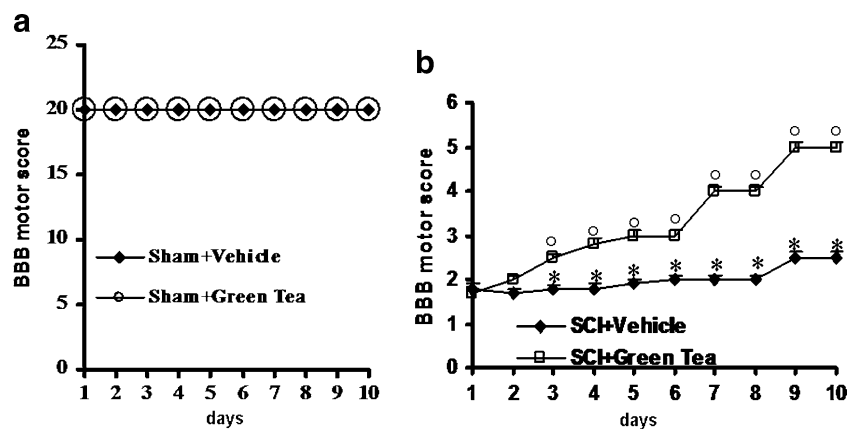 a
25
20
15
10
5
0
BBB motor score
Sham+Vehicle
Sham+Green Tea
1 2 3 4 5 6 7 8 9 10
days
b
6
5
4
3
2
1
0
BBB motor score
* * * * * * * *
SCI+Vehicle
SCI+Green Tea
1 2 3 4 5 6 7 8 9 10
days